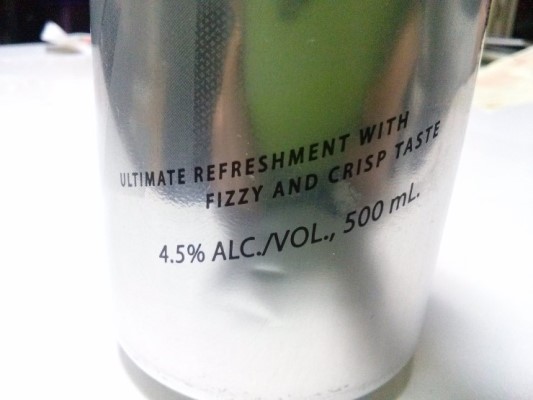 ULTIMATE REFRESHMENT WITH
FIZZY AND CRISP TASTE
4.5% ALC./VOL., 500 mL.